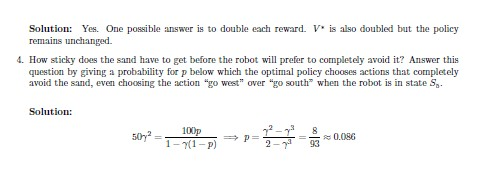 Solution: Yes. One possible answer is to double each reward. V* is also doubled but the policy
remains unchanged.
4. How sticky does the sand have to get before the robot will prefer to completely avoid it? Answer this
question by giving a probability for p below which the optimal policy chooses actions that completely
avoid the sand, even choosing the action “go west” over “go south” when the robot is in state S₅.
Solution:
50γ² = 100p / (1 − γ(1 − p)) ⟹ p = (γ² − γ³) / (2 − γ³) = 8/93 ≈ 0.086